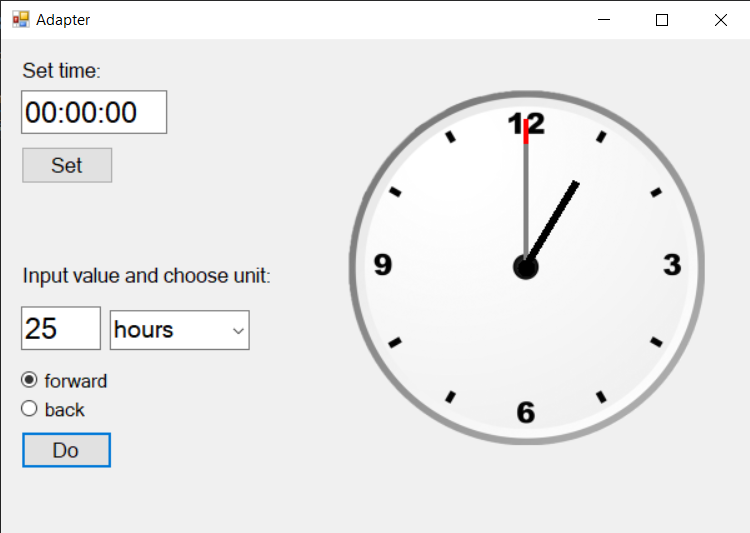 Adapter
Set time:
00:00:00
Set
Input value and choose unit:
25 hours
forward
back
Do
12
9 3
6